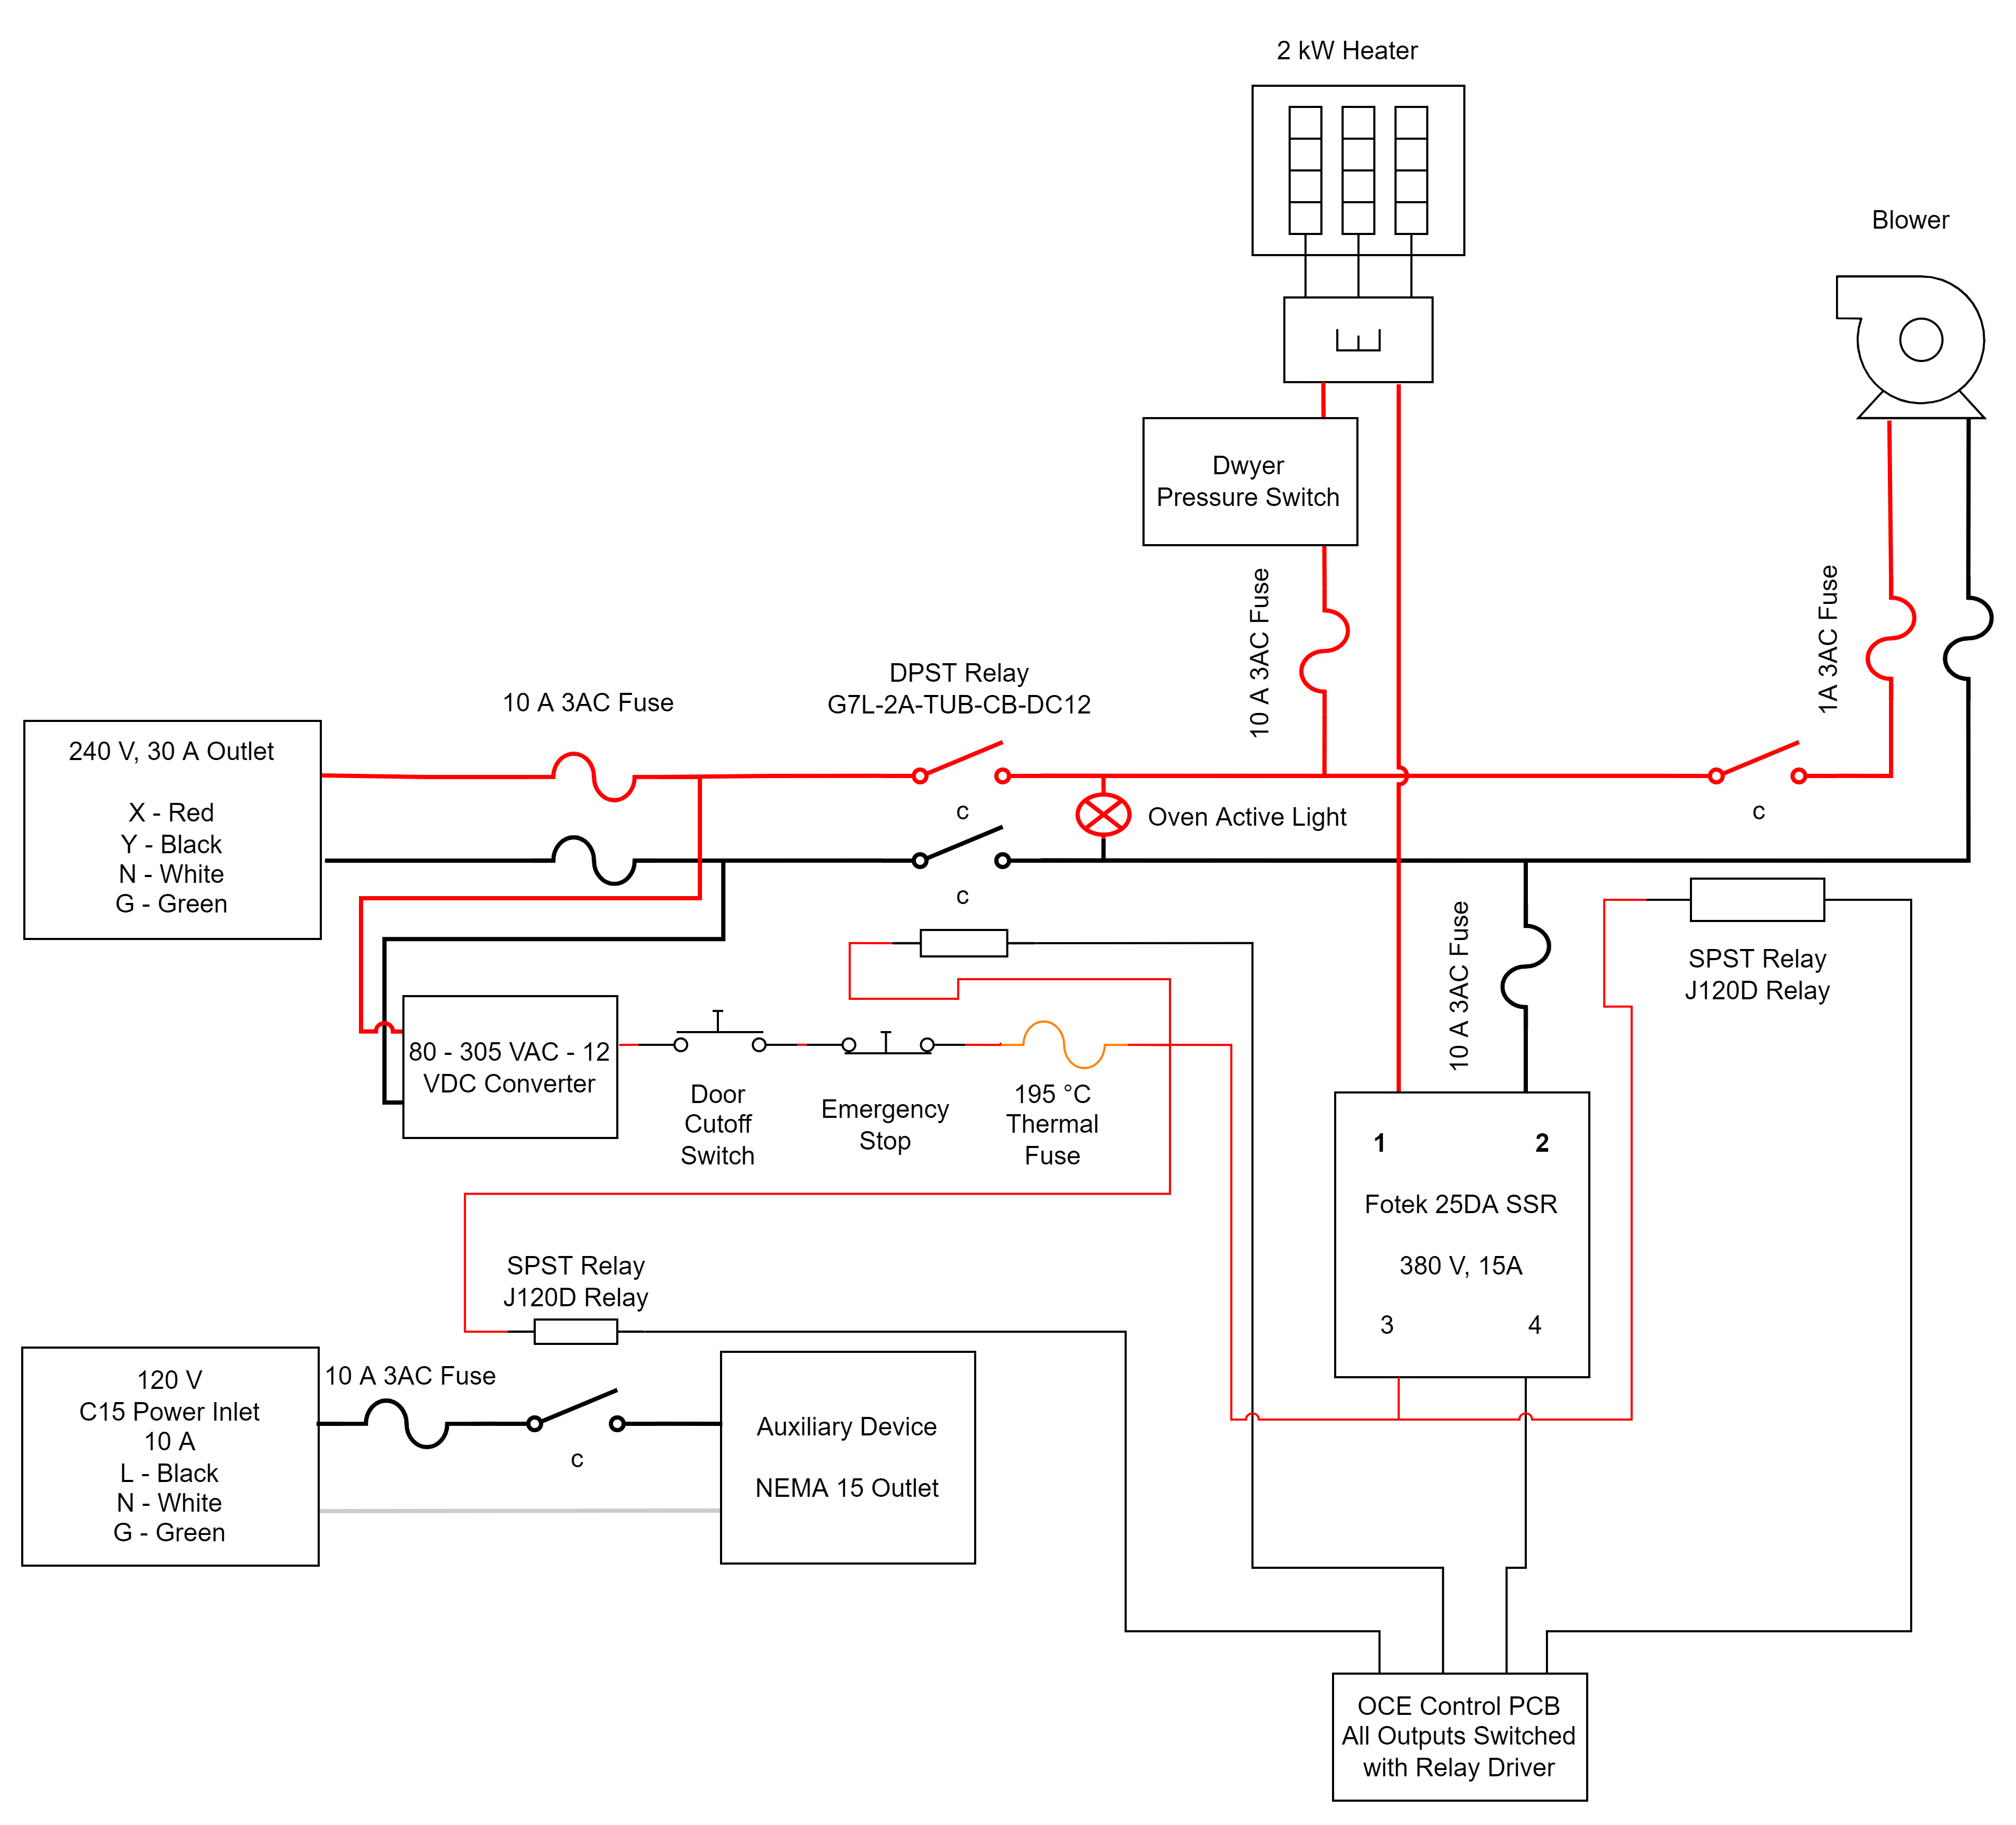 2 kW Heater
Blower
Dwyer
Pressure Switch
10 A 3AC Fuse
1A 3AC Fuse
DPST Relay
G7L-2A-TUB-CB-DC12
10 A 3AC Fuse
240 V, 30 A Outlet
X - Red
Y - Black
N - White
G - Green
c
Oven Active Light
c
c
10 A 3AC Fuse
SPST Relay
J120D Relay
80 - 305 VAC - 12
VDC Converter
Door
Cutoff
Switch
Emergency
Stop
195 °C
Thermal
Fuse
1
2
Fotek 25DA SSR
380 V, 15A
3
4
SPST Relay
J120D Relay
120 V
C15 Power Inlet
10 A
L - Black
N - White
G - Green
10 A 3AC Fuse
c
Auxiliary Device
NEMA 15 Outlet
OCE Control PCB
All Outputs Switched
with Relay Driver